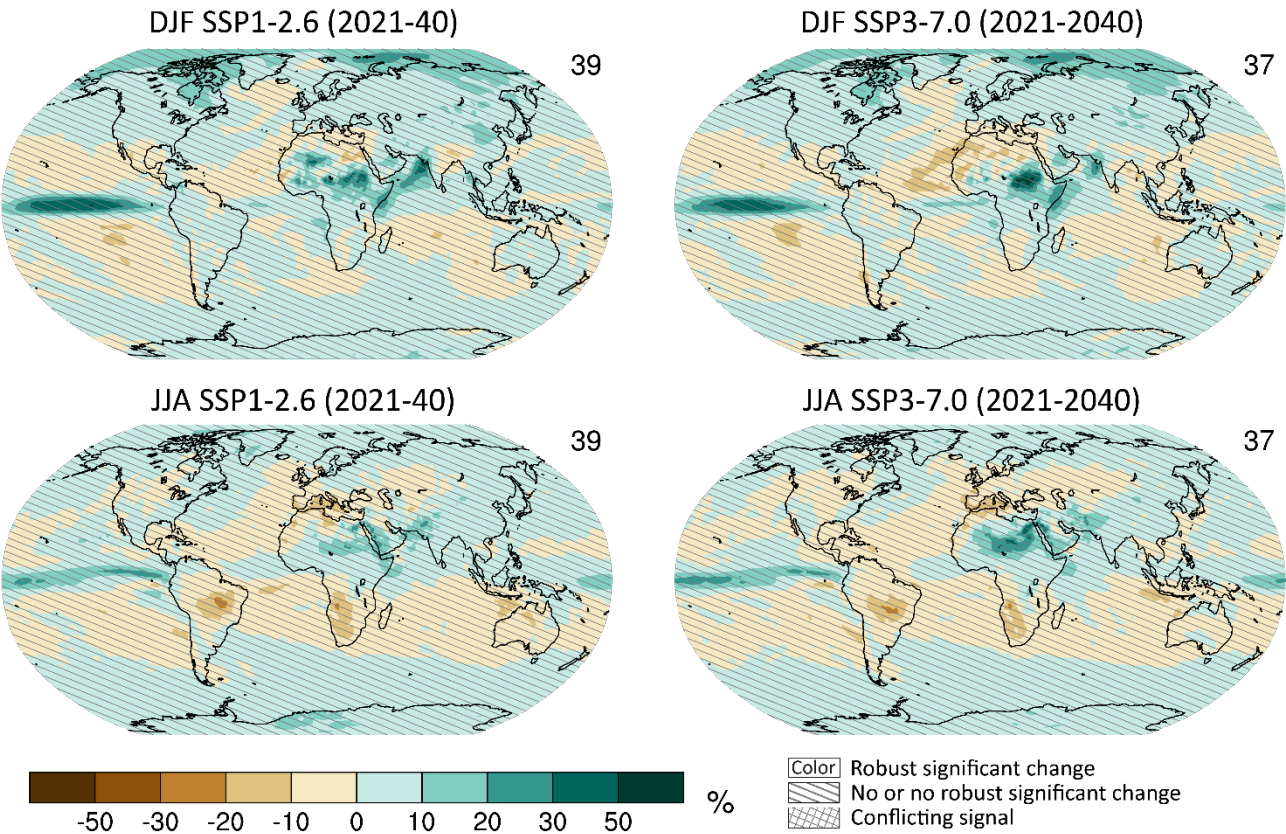 DJF SSP1-2.6 (2021-40)
39
DJF SSP3-7.0 (2021-2040)
37
JJA SSP1-2.6 (2021-40)
39
JJA SSP3-7.0 (2021-2040)
37
-50 -30 -20 -10 0 10 20 30 50
%
Color Robust significant change
No or no robust significant change
Conflicting signal